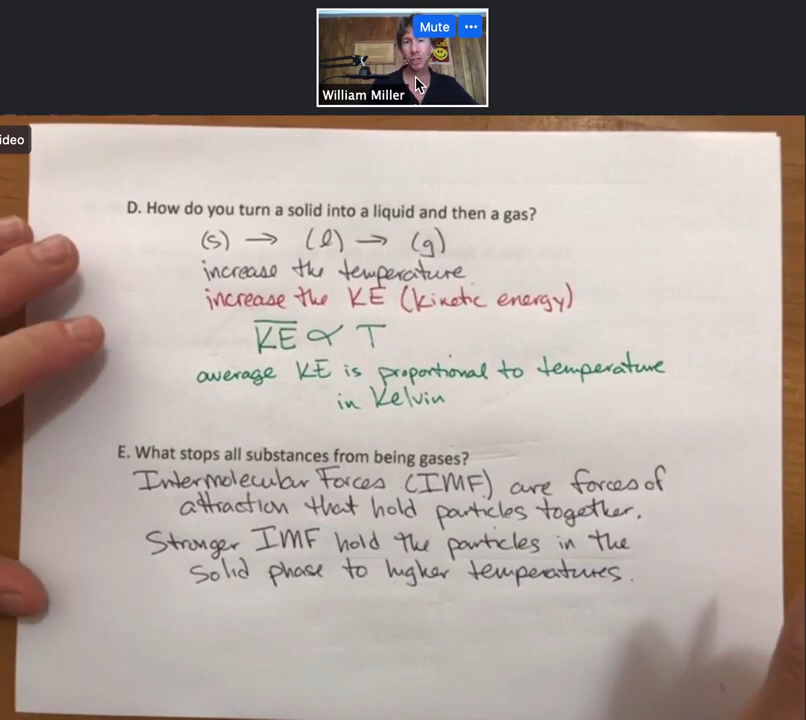 Mute ...
William Miller
ideo
D. How do you turn a solid into a liquid and then a gas?
(s) → (l) → (g)
increase the temperature
increase the KE (kinetic energy)
K̅E̅ ∝ T
average KE is proportional to temperature
in Kelvin
E. What stops all substances from being gases?
Intermolecular Forces (IMF) are forces of
attraction that hold particles together.
Stronger IMF hold the particles in the
solid phase to higher temperatures.